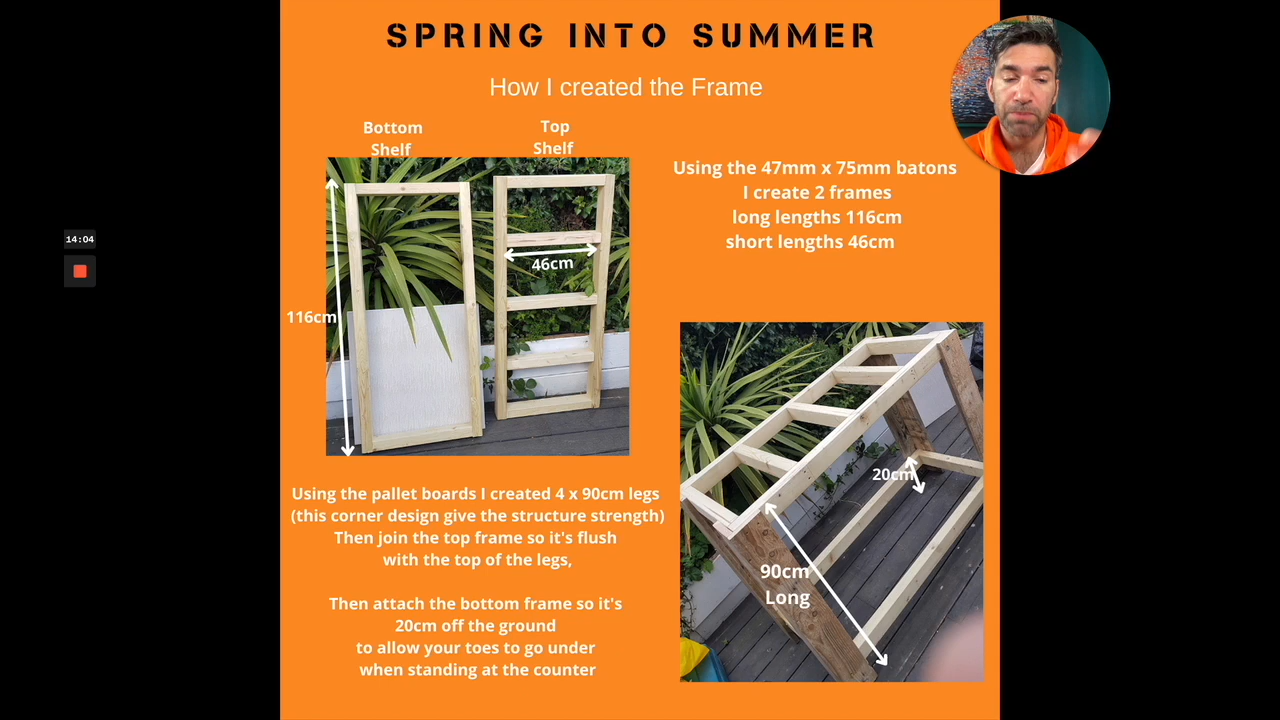 SPRING INTO SUMMER
How I created the Frame
Bottom
Shelf
Top
Shelf
46cm
116cm
Using the 47mm x 75mm batons
I create 2 frames
long lengths 116cm
short lengths 46cm
14:04
Using the pallet boards I created 4 x 90cm legs
(this corner design give the structure strength)
Then join the top frame so it's flush
with the top of the legs,
Then attach the bottom frame so it's
20cm off the ground
to allow your toes to go under
when standing at the counter
20cm
90cm
Long